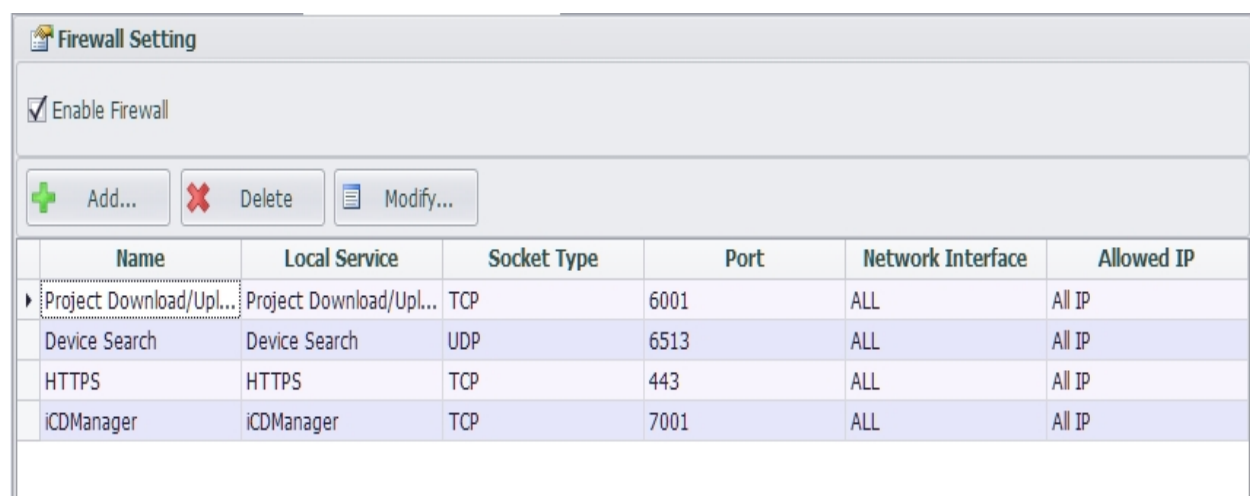 Firewall Setting
Enable Firewall
Add... Delete Modify...
Name Local Service Socket Type Port Network Interface Allowed IP
Project Download/Upl... Project Download/Upl... TCP 6001 ALL All IP
Device Search Device Search UDP 6513 ALL All IP
HTTPS HTTPS TCP 443 ALL All IP
iCDManager iCDManager TCP 7001 ALL All IP